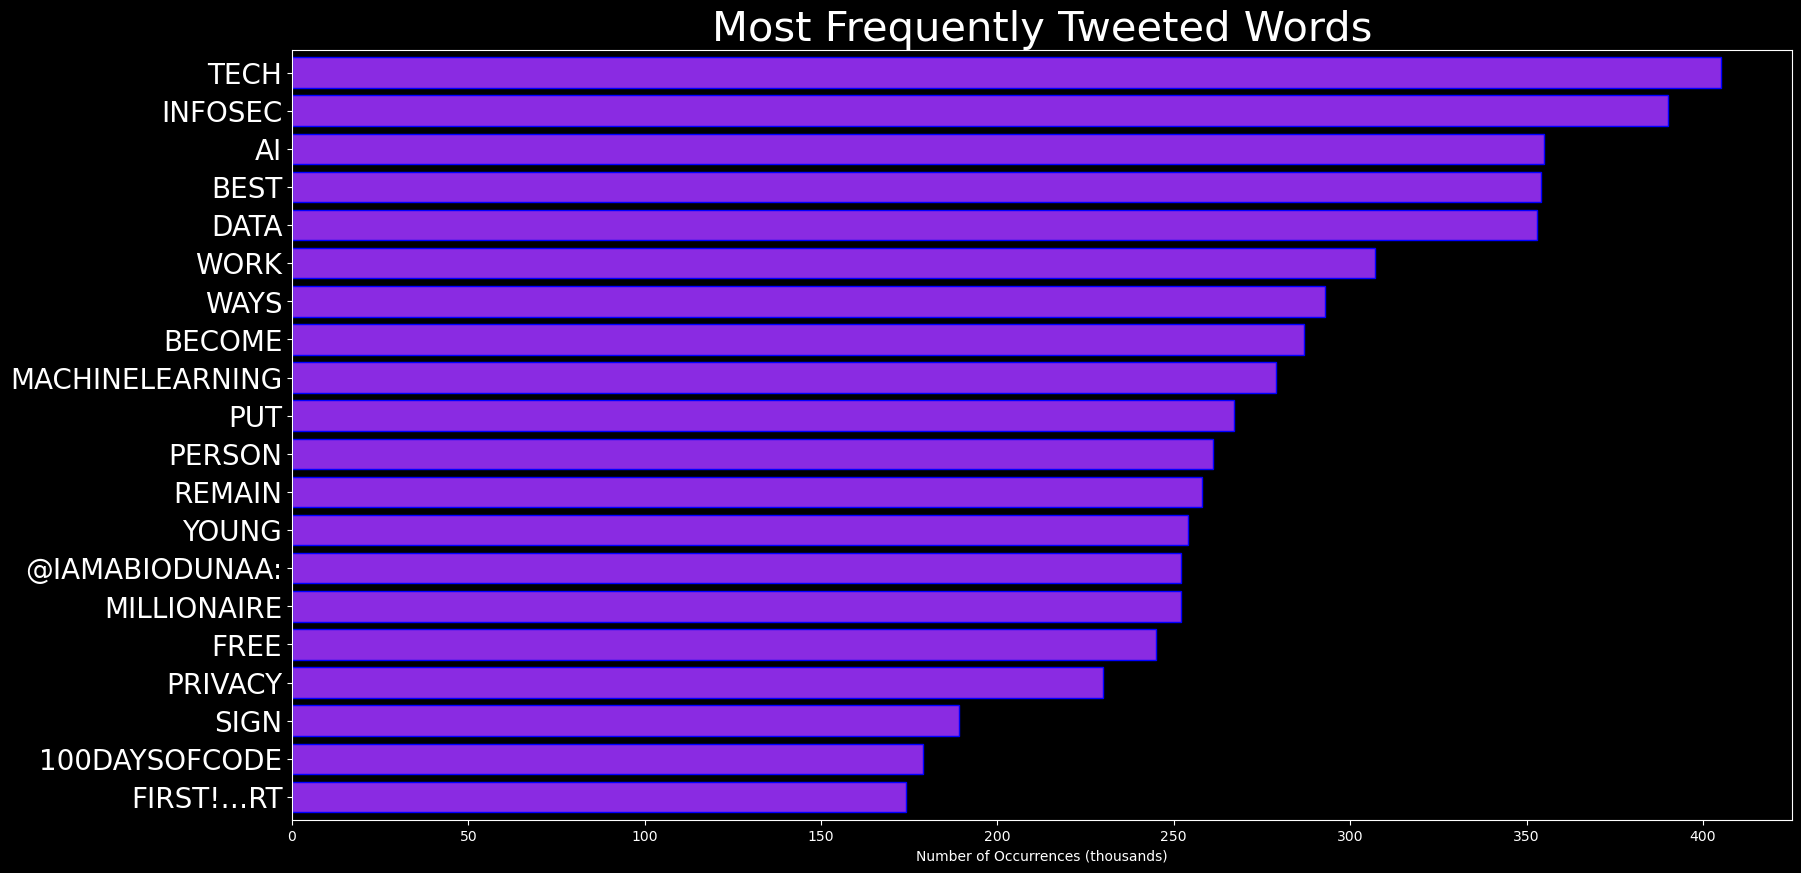 Most Frequently Tweeted Words
TECH
INFOSEC
AI
BEST
DATA
WORK
WAYS
BECOME
MACHINELEARNING
PUT
PERSON
REMAIN
YOUNG
@IAMABIODUNAA:
MILLIONAIRE
FREE
PRIVACY
SIGN
100DAYSOFCODE
FIRST!...RT
0 50 100 150 200 250 300 350 400
Number of Occurrences (thousands)